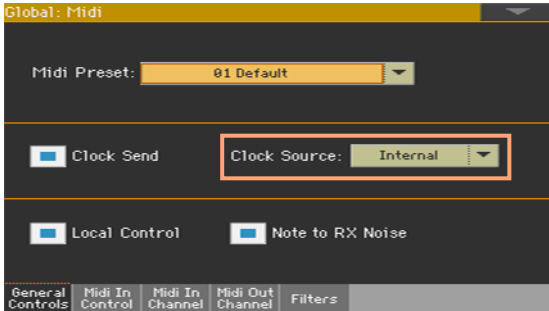 Global: Midi
Midi Preset: 01 Default
Clock Send Clock Source: Internal
Local Control Note to RX Noise
General Controls Midi In Control Midi In Channel Midi Out Channel Filters